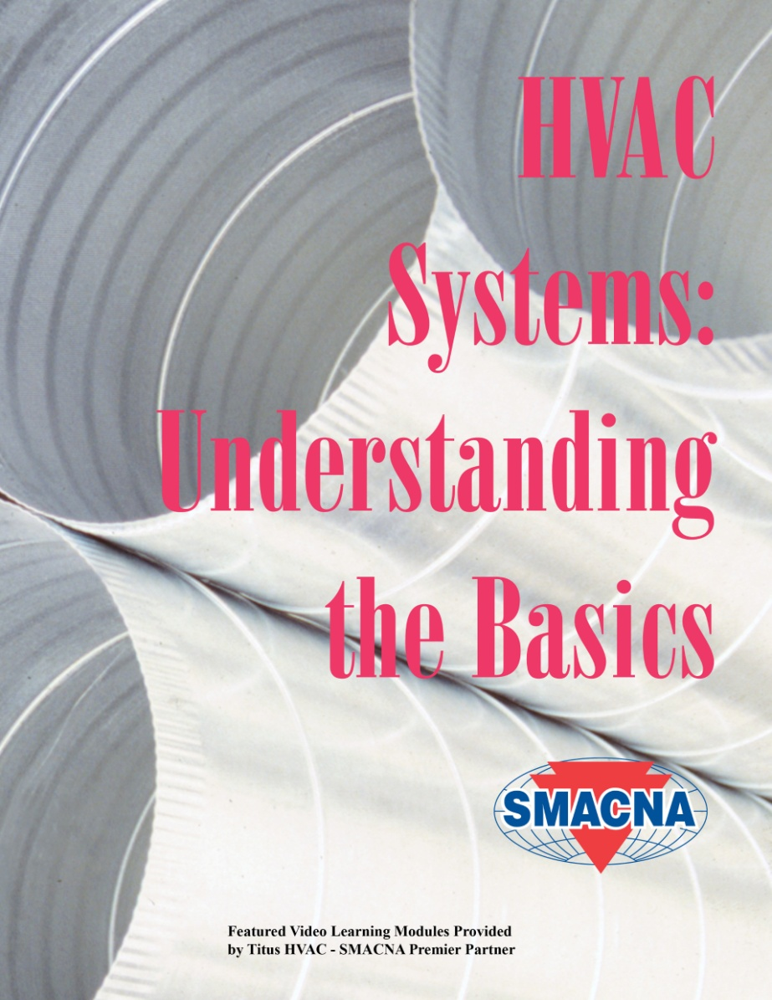 HVAC
Systems:
Understanding
the Basics
SMACNA
Featured Video Learning Modules Provided
by Titus HVAC - SMACNA Premier Partner